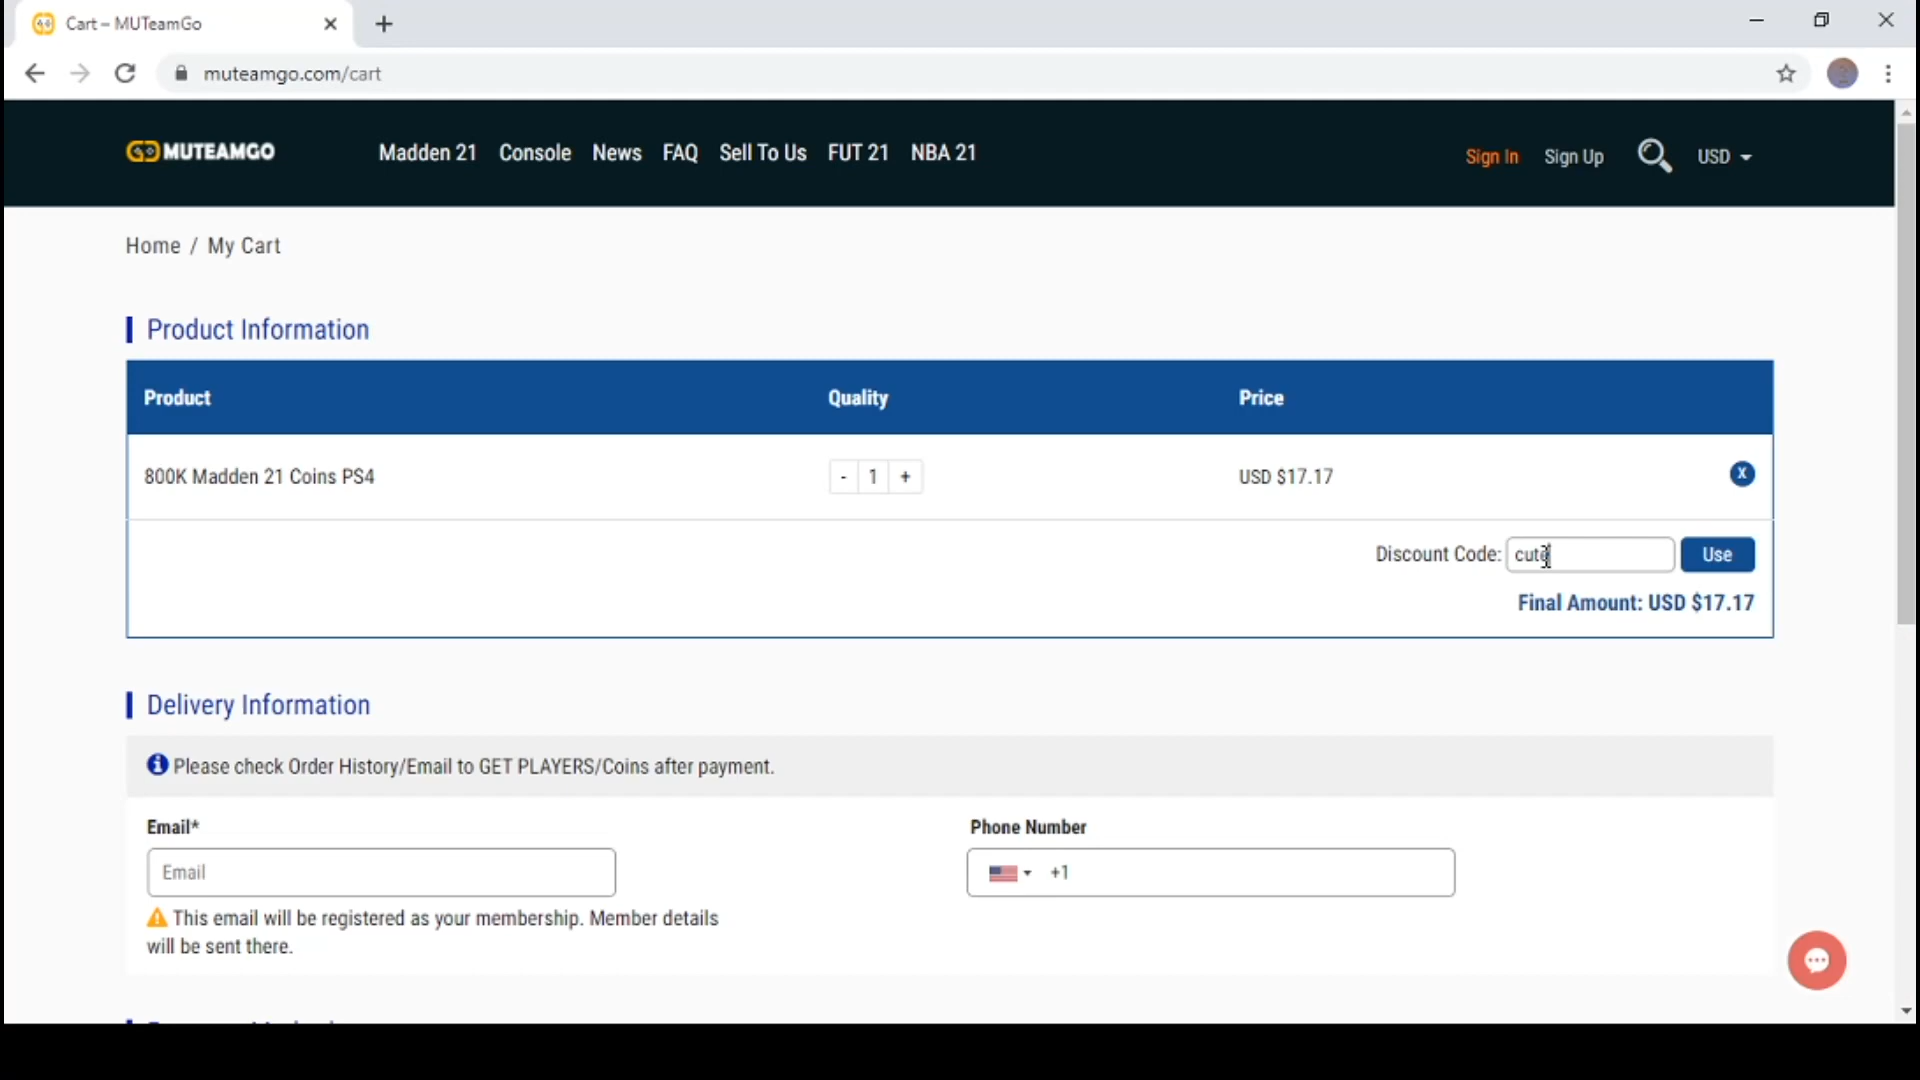 Cart – MUTeamGo
muteamgo.com/cart
MUTEAMGO Madden 21 Console News FAQ Sell To Us FUT 21 NBA 21 Sign In Sign Up USD
Home / My Cart
Product Information
Product Quality Price
800K Madden 21 Coins PS4 - 1 + USD $17.17 X
Discount Code: cute Use
Final Amount: USD $17.17
Delivery Information
Please check Order History/Email to GET PLAYERS/Coins after payment.
Email* Phone Number
Email +1
This email will be registered as your membership. Member details
will be sent there.